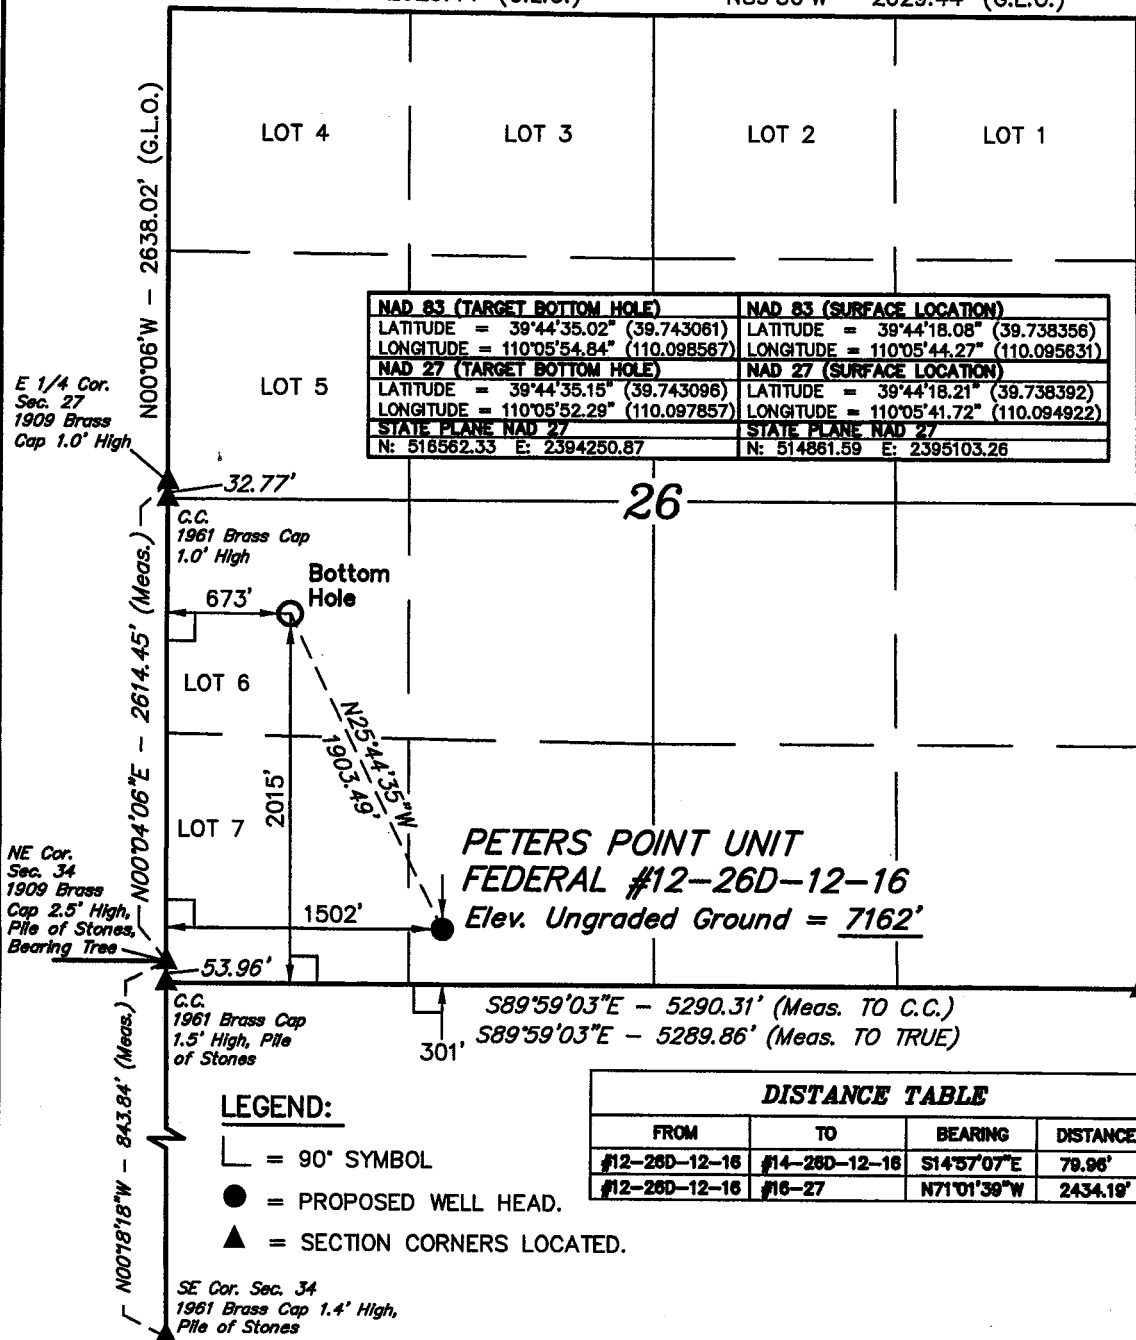 N89°56'W - 2629.44' (G.L.O.)
N00°06'W - 2638.02' (G.L.O.)
LOT 4
LOT 3
LOT 2
LOT 1
NAD 83 (TARGET BOTTOM HOLE)
LATITUDE = 39°44'35.02" (39.743061)
LONGITUDE = 110°05'54.84" (110.098567)
NAD 27 (TARGET BOTTOM HOLE)
LATITUDE = 39°44'35.15" (39.743096)
LONGITUDE = 110°05'52.29" (110.097857)
STATE PLANE NAD 27
N: 516562.33 E: 2394250.87
NAD 83 (SURFACE LOCATION)
LATITUDE = 39°44'18.08" (39.738356)
LONGITUDE = 110°05'44.27" (110.095631)
NAD 27 (SURFACE LOCATION)
LATITUDE = 39°44'18.21" (39.738392)
LONGITUDE = 110°05'41.72" (110.094922)
STATE PLANE NAD 27
N: 514861.59 E: 2395103.26
LOT 5
E 1/4 Cor.
Sec. 27
1909 Brass
Cap 1.0' High
32.77'
26
C.C.
1961 Brass Cap
1.0' High
N00°04'06"E - 2614.45' (Meas.)
Bottom
Hole
673'
LOT 6
N25°44'35"W
1903.49'
2015'
LOT 7
PETERS POINT UNIT
FEDERAL #12-26D-12-16
Elev. Ungraded Ground = 7162'
1502'
NE Cor.
Sec. 34
1909 Brass
Cap 2.5' High,
Pile of Stones,
Bearing Tree
53.96'
C.C.
1961 Brass Cap
1.5' High, Pile
of Stones
S89°59'03"E - 5290.31' (Meas. TO C.C.)
S89°59'03"E - 5289.86' (Meas. TO TRUE)
301'
N00°18'18"W - 843.84' (Meas.)
LEGEND:
= 90° SYMBOL
= PROPOSED WELL HEAD.
= SECTION CORNERS LOCATED.
DISTANCE TABLE
FROM TO BEARING DISTANCE
#12-26D-12-16 #14-26D-12-16 S14°57'07"E 79.96'
#12-26D-12-16 #16-27 N71°01'39"W 2434.19'
SE Cor. Sec. 34
1961 Brass Cap 1.4' High,
Pile of Stones